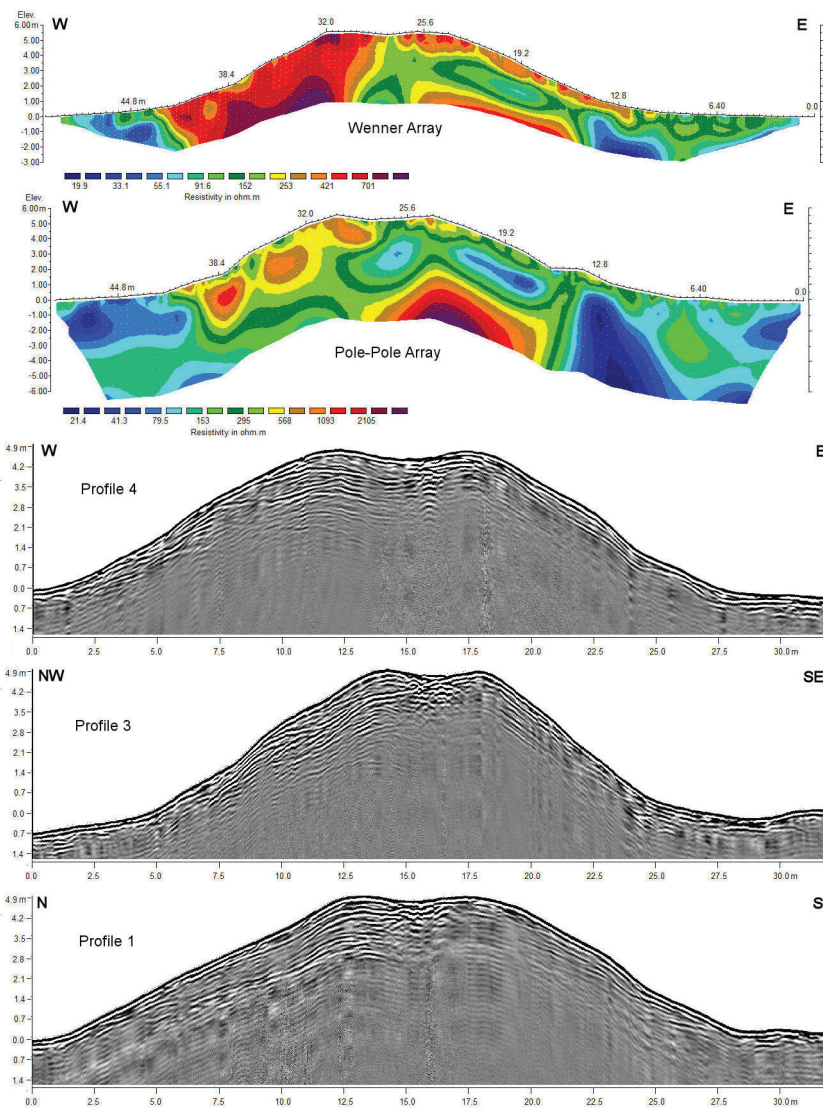 Elev.
W
E
6.00 m
5.00
4.00
3.00
2.00
1.00
0.0
-1.00
-2.00
-3.00
32.0
25.6
19.2
38.4
12.8
44.8 m
6.40
0.0
Wenner Array
19.9 33.1 55.1 91.6 152 253 421 701
Resistivity in ohm.m
Elev.
W
E
6.00 m
5.00
4.00
3.00
2.00
1.00
0.0
-1.00
-2.00
-3.00
-4.00
-5.00
-6.00
32.0
25.6
19.2
38.4
12.8
44.8 m
6.40
0.0
Pole-Pole Array
21.4 41.3 79.5 153 295 568 1093 2105
Resistivity in ohm.m
W
E
Profile 4
4.9 m
4.2
3.5
2.8
2.1
1.4
0.7
0.0
0.7
1.4
0.0 2.5 5.0 7.5 10.0 12.5 15.0 17.5 20.0 22.5 25.0 27.5 30.0 m
NW
SE
Profile 3
4.9 m
4.2
3.5
2.8
2.1
1.4
0.7
0.0
0.7
1.4
0.0 2.5 5.0 7.5 10.0 12.5 15.0 17.5 20.0 22.5 25.0 27.5 30.0 m
N
S
Profile 1
4.9 m
4.2
3.5
2.8
2.1
1.4
0.7
0.0
0.7
1.4
0.0 2.5 5.0 7.5 10.0 12.5 15.0 17.5 20.0 22.5 25.0 27.5 30.0 m